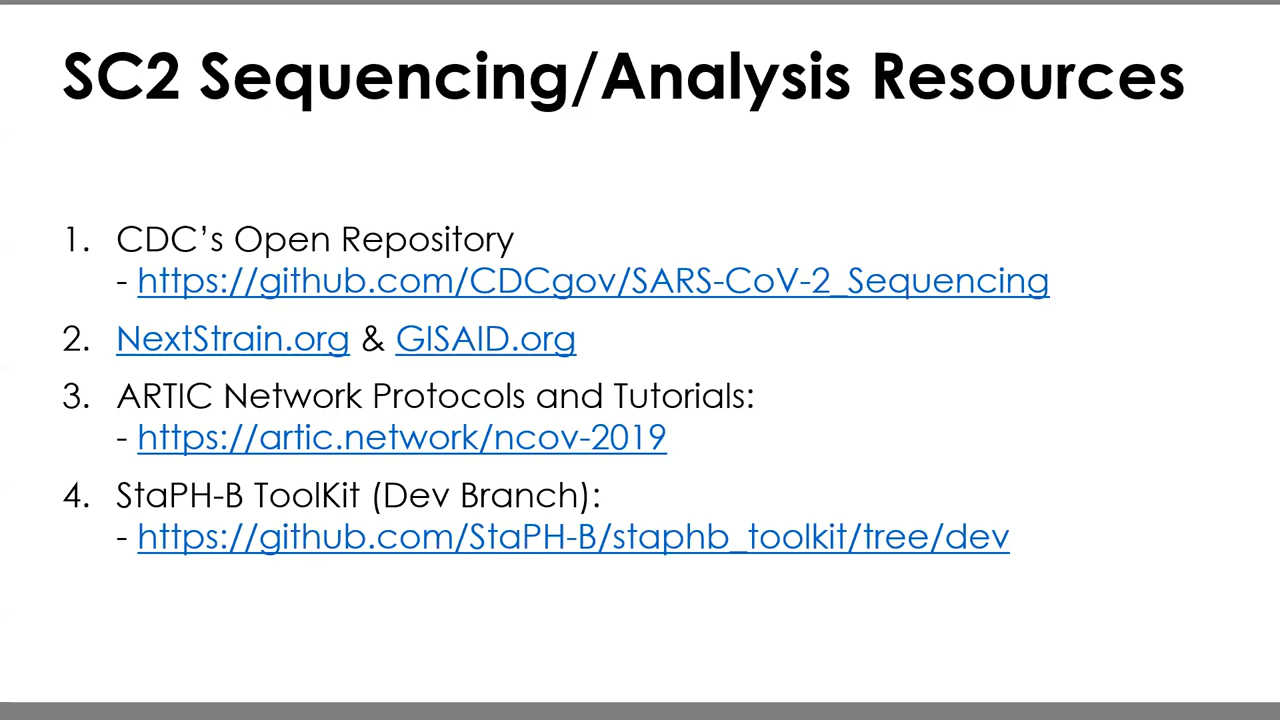 SC2 Sequencing/Analysis Resources
1. CDC’s Open Repository
- https://github.com/CDCgov/SARS-CoV-2_Sequencing
2. NextStrain.org & GISAID.org
3. ARTIC Network Protocols and Tutorials:
- https://artic.network/ncov-2019
4. StaPH-B ToolKit (Dev Branch):
- https://github.com/StaPH-B/staphb_toolkit/tree/dev